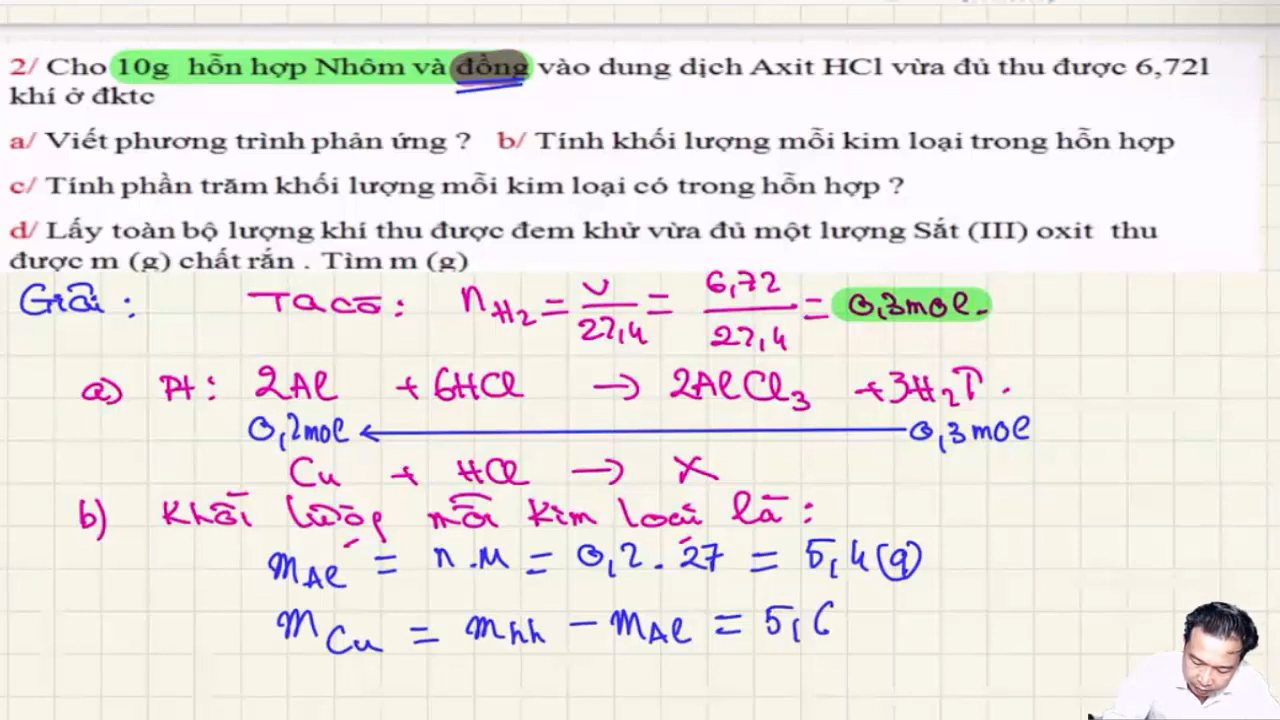 2/ Cho 10g hỗn hợp Nhôm và đồng vào dung dịch Axit HCl vừa đủ thu được 6,72l
khí ở đktc
a/ Viết phương trình phản ứng ? b/ Tính khối lượng mỗi kim loại trong hỗn hợp
c/ Tính phần trăm khối lượng mỗi kim loại có trong hỗn hợp ?
d/ Lấy toàn bộ lượng khí thu được đem khử vừa đủ một lượng Sắt (III) oxit thu
được m (g) chất rắn . Tìm m (g)
Giải : Ta có : n H2 = V/22,4 = 6,72/22,4 = 0,3mol.
a) Pt : 2Al + 6HCl → 2AlCl3 + 3H2↑.
0,2mol ← 0,3mol
Cu + HCl → X
b) Khối lượng mỗi kim loại là :
mAl = n.M = 0,2.27 = 5,4(g)
mCu = mhh - mAl = 5,6